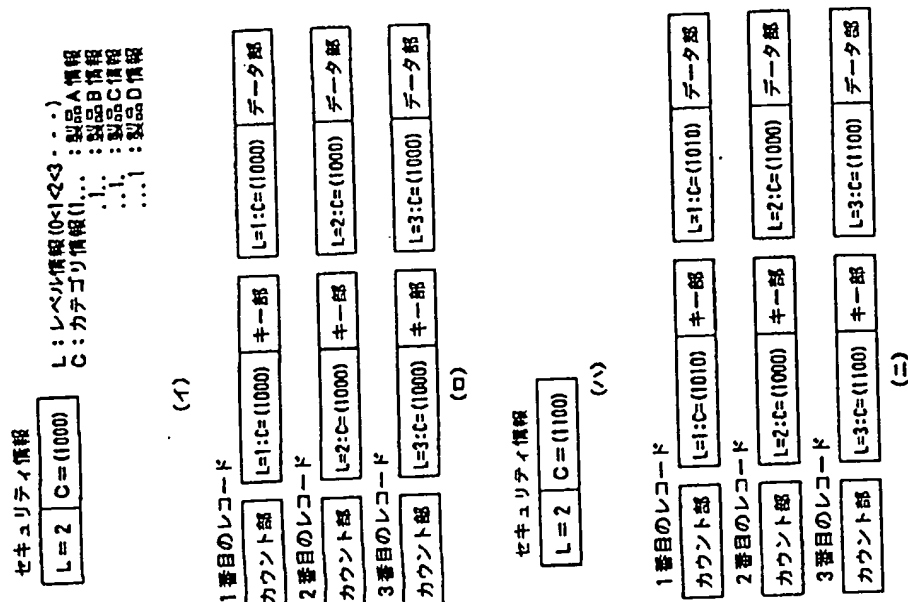 セキュリティ情報
L = 2 C = (1000)
L : レベル情報(0<1<2<3・・・)
C : カテゴリ情報(1... : 製品A情報
.1.. : 製品B情報
..1. : 製品C情報
...1 : 製品D情報
(イ)
1番目のレコード
カウント部 L=1:C=(1000) キー部 L=1:C=(1000) データ部
2番目のレコード
カウント部 L=2:C=(1000) キー部 L=2:C=(1000) データ部
3番目のレコード
カウント部 L=3:C=(1000) キー部 L=3:C=(1000) データ部
(ロ)
セキュリティ情報
L = 2 C = (1100)
(ハ)
1番目のレコード
カウント部 L=1:C=(1010) キー部 L=1:C=(1010) データ部
2番目のレコード
カウント部 L=2:C=(1000) キー部 L=2:C=(1000) データ部
3番目のレコード
カウント部 L=3:C=(1100) キー部 L=3:C=(1100) データ部
(ニ)